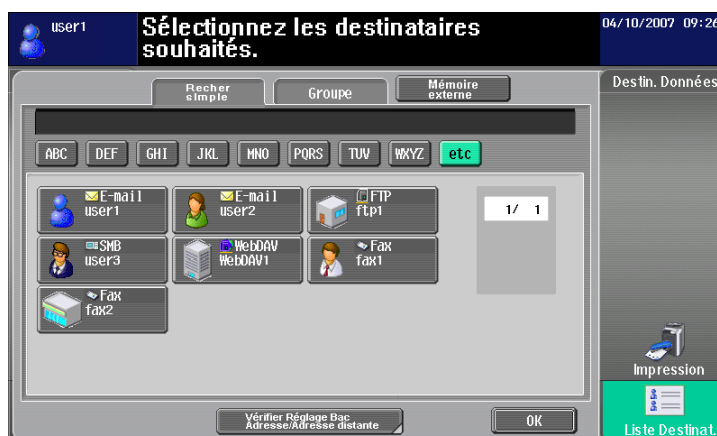 user1
Sélectionnez les destinataires
souhaités.
04/10/2007 09:26
Recher
simple
Groupe
Mémoire
externe
Destin. Données
ABC DEF GHI JKL MNO PQRS TUV WXYZ etc
E-mail
user1
E-mail
user2
FTP
ftp1
1/ 1
SMB
user3
WebDAV
WebDAV1
Fax
fax1
Fax
fax2
Impression
Vérifier Réglage Bac
Adresse/Adresse distante
OK
Liste Destinat.